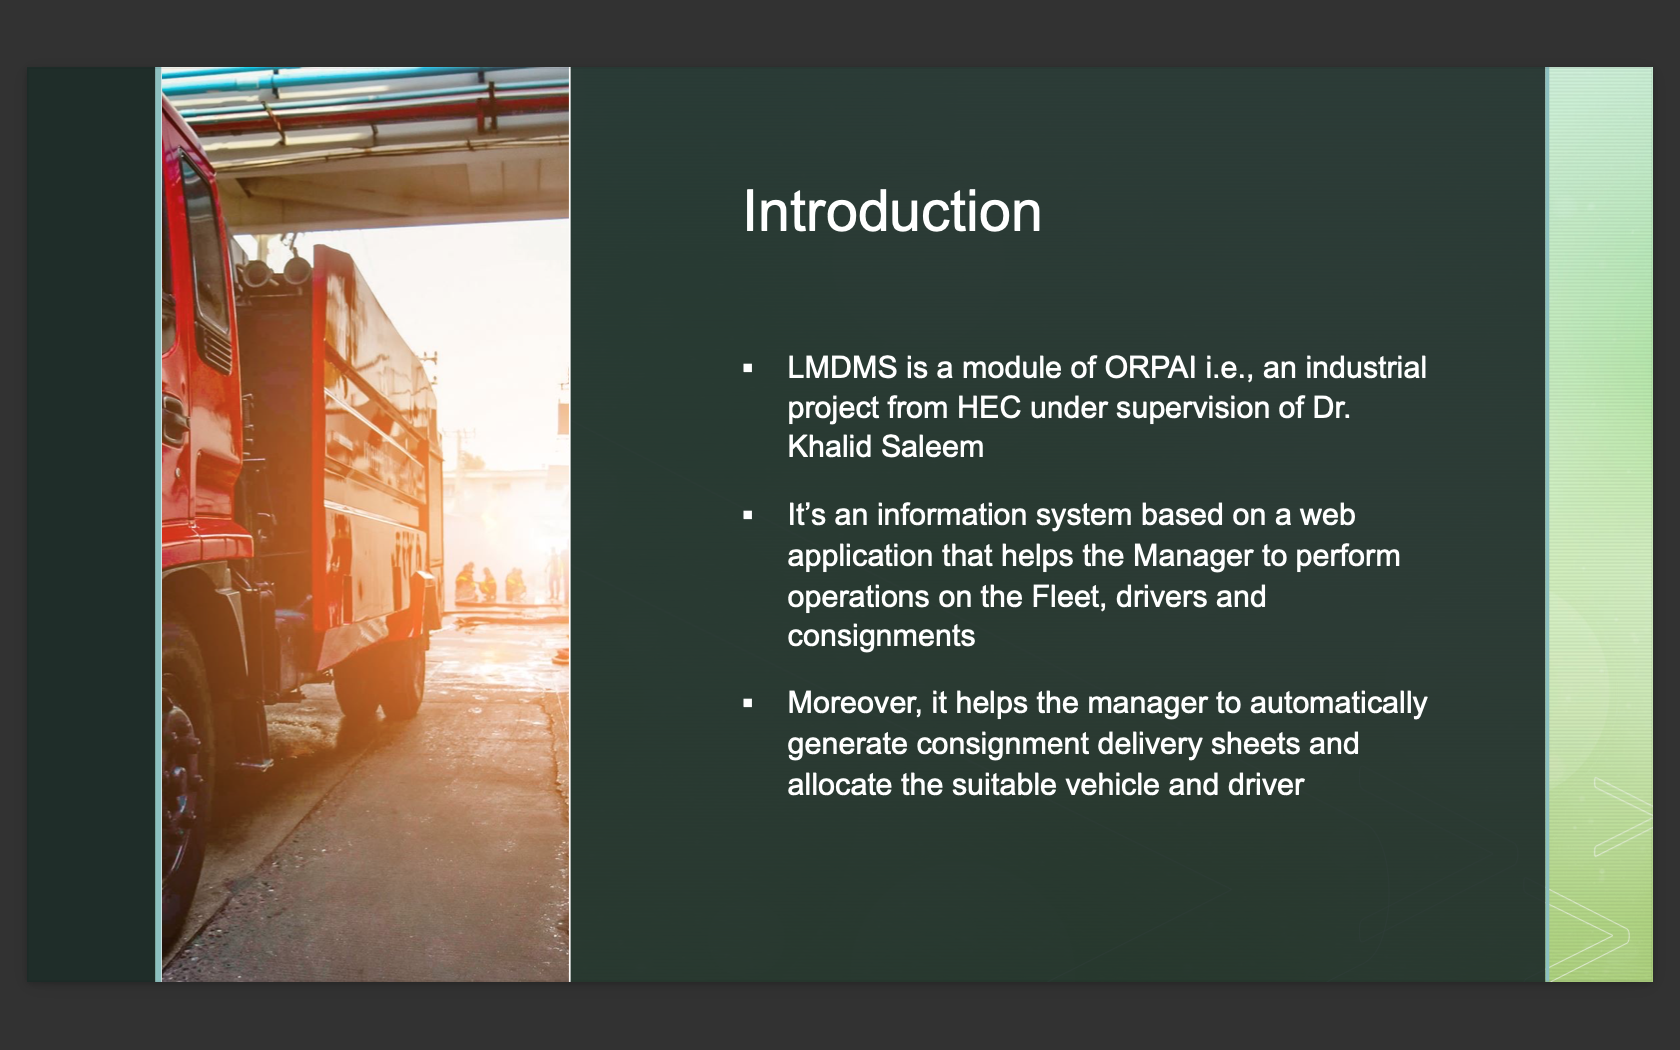 Introduction
▪ LMDMS is a module of ORPAI i.e., an industrial
project from HEC under supervision of Dr.
Khalid Saleem
▪ It’s an information system based on a web
application that helps the Manager to perform
operations on the Fleet, drivers and
consignments
▪ Moreover, it helps the manager to automatically
generate consignment delivery sheets and
allocate the suitable vehicle and driver